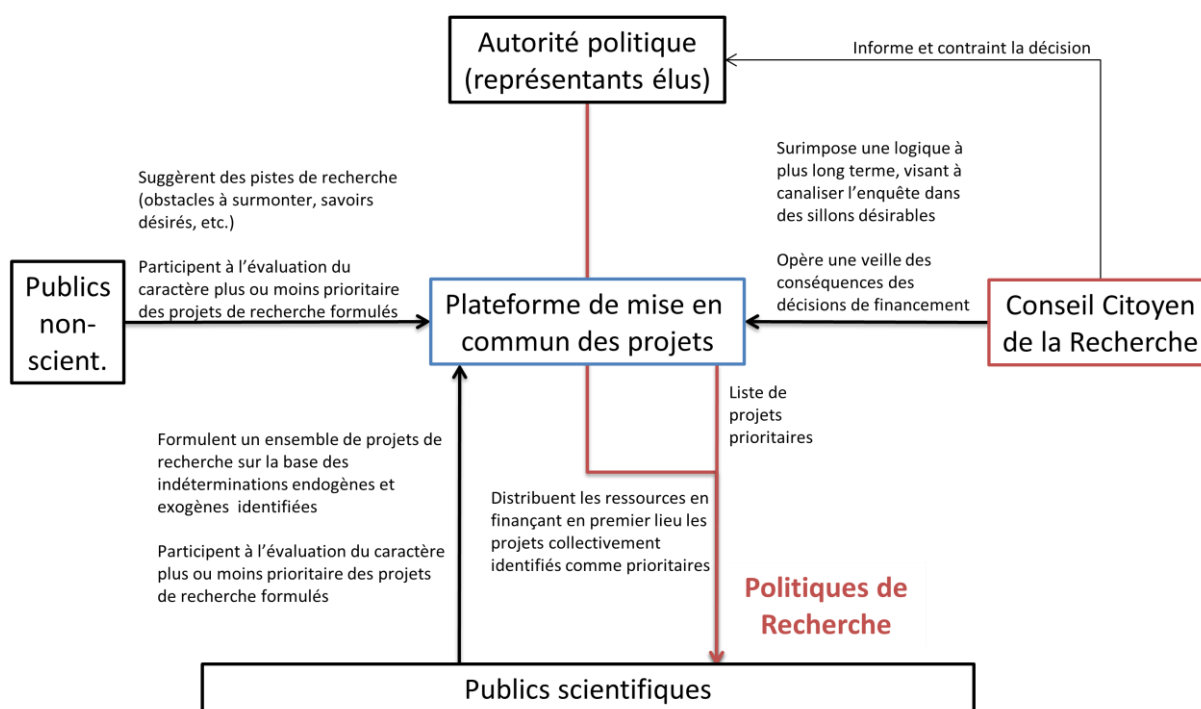 Autorité politique
(représentants élus)
Informe et contraint la décision
Suggèrent des pistes de recherche
(obstacles à surmonter, savoirs
désirés, etc.)
Participent à l’évaluation du
caractère plus ou moins prioritaire
des projets de recherche formulés
Surimpose une logique à
plus long terme, visant à
canaliser l’enquête dans
des sillons désirables
Opère une veille des
conséquences des
décisions de financement
Publics
non-
scient.
Plateforme de mise en
commun des projets
Conseil Citoyen
de la Recherche
Liste de
projets
prioritaires
Formulent un ensemble de projets de
recherche sur la base des
indéterminations endogènes et
exogènes identifiées
Participent à l’évaluation du caractère
plus ou moins prioritaire des projets
de recherche formulés
Distribuent les ressources en
finançant en premier lieu les
projets collectivement
identifiés comme prioritaires
Politiques de
Recherche
Publics scientifiques